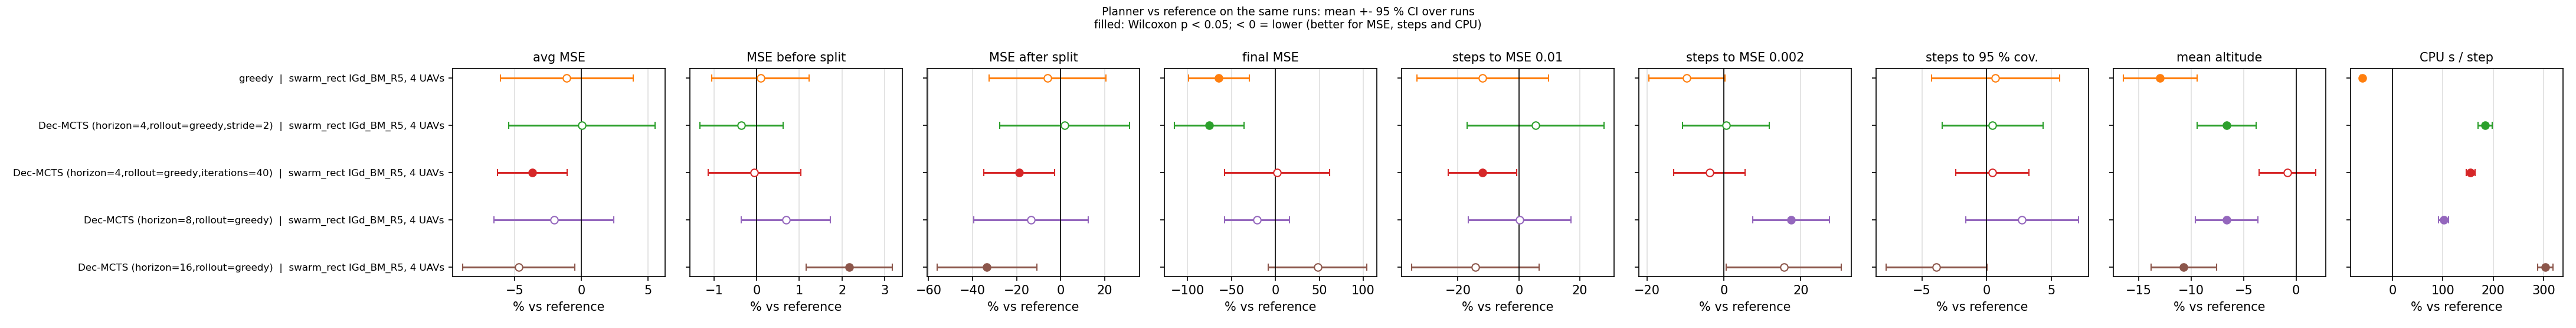 Planner vs reference on the same runs: mean +- 95 % CI over runs
filled: Wilcoxon p < 0.05; < 0 = lower (better for MSE, steps and CPU)
avg MSE
MSE before split
MSE after split
final MSE
steps to MSE 0.01
steps to MSE 0.002
steps to 95 % cov.
mean altitude
CPU s / step
greedy | swarm_rect IGd_BM_R5, 4 UAVs
Dec-MCTS (horizon=4,rollout=greedy,stride=2) | swarm_rect IGd_BM_R5, 4 UAVs
Dec-MCTS (horizon=4,rollout=greedy,iterations=40) | swarm_rect IGd_BM_R5, 4 UAVs
Dec-MCTS (horizon=8,rollout=greedy) | swarm_rect IGd_BM_R5, 4 UAVs
Dec-MCTS (horizon=16,rollout=greedy) | swarm_rect IGd_BM_R5, 4 UAVs
−5 0 5
−1 0 1 2 3
−60 −40 −20 0 20
−100 −50 0 50 100
−20 0 20
−20 0 20
−5 0 5
−15 −10 −5 0
0 100 200 300
% vs reference
% vs reference
% vs reference
% vs reference
% vs reference
% vs reference
% vs reference
% vs reference
% vs reference